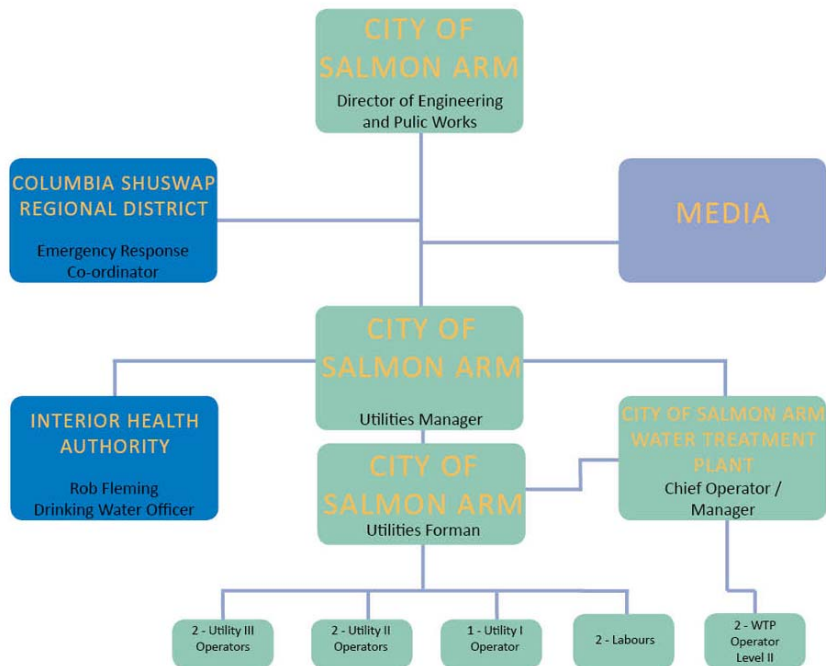 CITY OF
SALMON ARM
Director of Engineering
and Pulic Works
COLUMBIA SHUSWAP
REGIONAL DISTRICT
Emergency Response
Co-ordinator
MEDIA
CITY OF
SALMON ARM
Utilities Manager
INTERIOR HEALTH
AUTHORITY
Rob Fleming
Drinking Water Officer
CITY OF
SALMON ARM
Utilities Forman
CITY OF SALMON ARM
WATER TREATMENT
PLANT
Chief Operator /
Manager
2 - Utility III
Operators
2 - Utility II
Operators
1 - Utility I
Operator
2 - Labours
2 - WTP
Operator
Level II